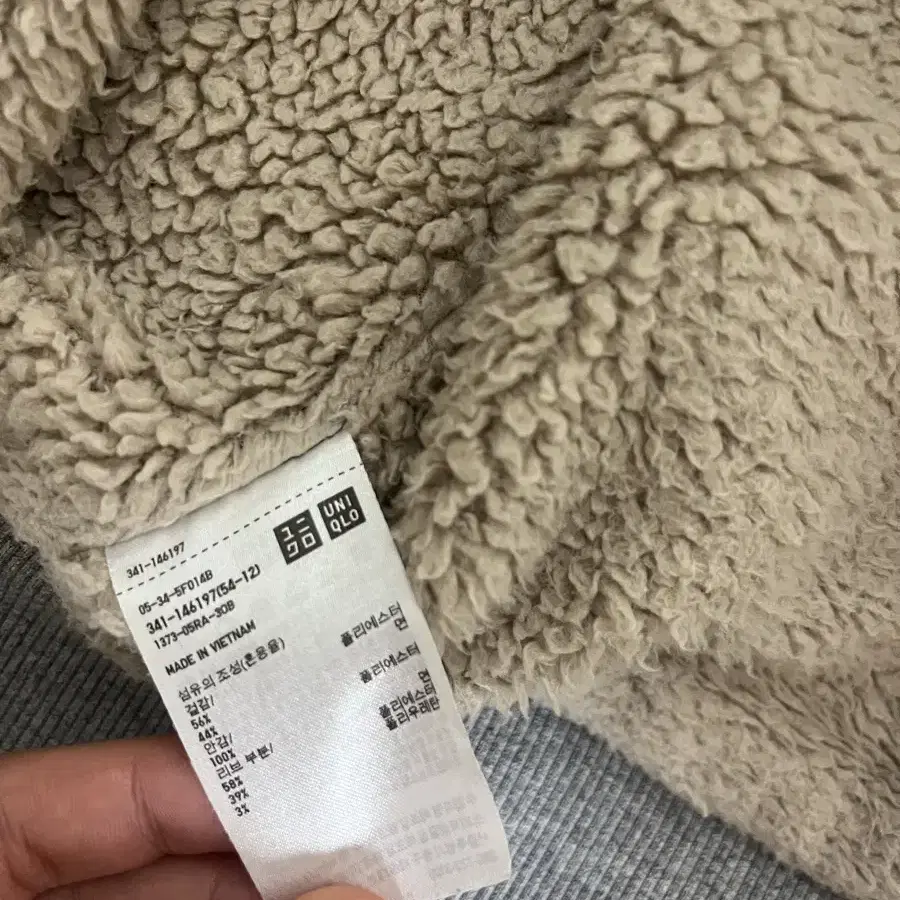 341-146197
ユニ
クロ
UNI
QLO
05-34-5F014B
341-146197(54-12)
1373-05RA-30B
MADE IN VIETNAM
섬유의 조성(혼용율)
겉감/
56% 폴리에스터
44% 면
안감/
100% 폴리에스터
리브 부분/
58% 면
39% 폴리에스터
3% 폴리우레탄